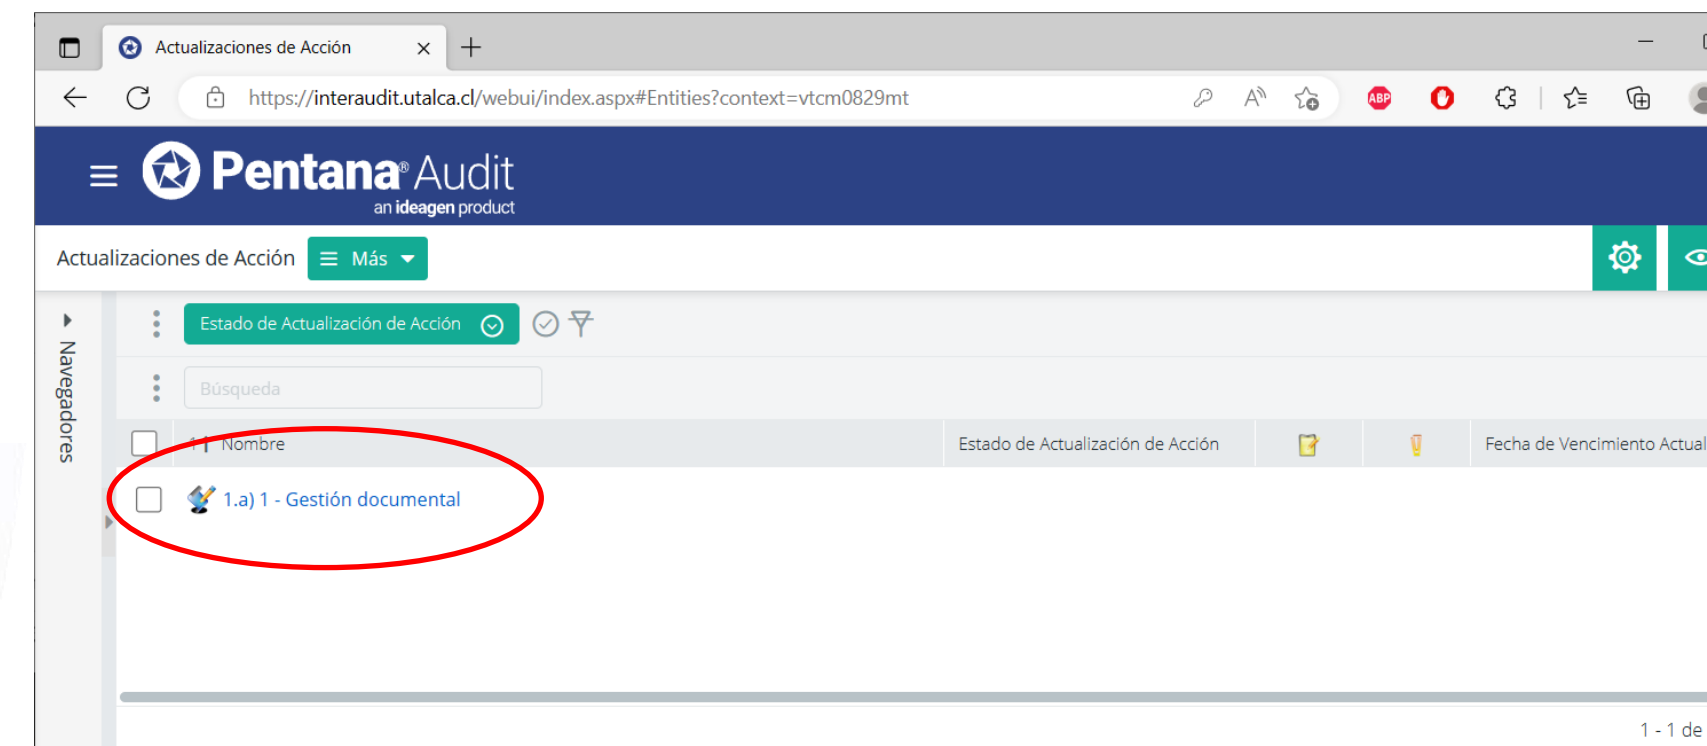 Actualizaciones de Acción
https://interaudit.utalca.cl/webui/index.aspx#Entities?context=vtcm0829mt
ABP
Pentana® Audit
an ideagen product
Actualizaciones de Acción Más
Navegadores
Estado de Actualización de Acción
Búsqueda
Nombre Estado de Actualización de Acción Fecha de Vencimiento Actual
1.a) 1 - Gestión documental
1 - 1 de